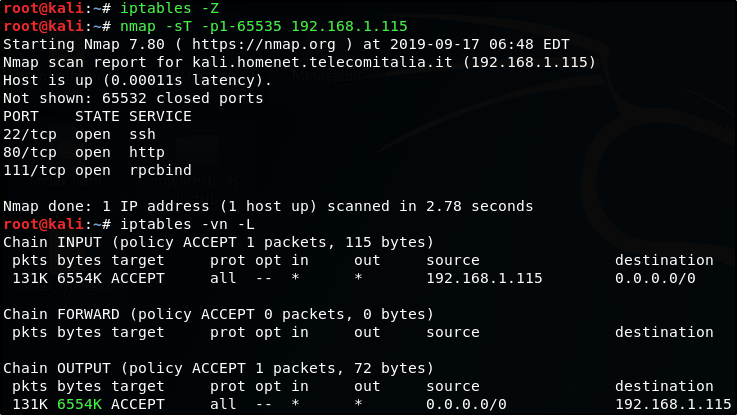 root@kali:~# iptables -Z
root@kali:~# nmap -sT -p1-65535 192.168.1.115
Starting Nmap 7.80 ( https://nmap.org ) at 2019-09-17 06:48 EDT
Nmap scan report for kali.homenet.telecomitalia.it (192.168.1.115)
Host is up (0.00011s latency).
Not shown: 65532 closed ports
PORT    STATE SERVICE
22/tcp  open  ssh
80/tcp  open  http
111/tcp open  rpcbind
Nmap done: 1 IP address (1 host up) scanned in 2.78 seconds
root@kali:~# iptables -vn -L
Chain INPUT (policy ACCEPT 1 packets, 115 bytes)
 pkts bytes target     prot opt in     out     source               destination
 131K 6554K ACCEPT     all  --  *      *       192.168.1.115        0.0.0.0/0
Chain FORWARD (policy ACCEPT 0 packets, 0 bytes)
 pkts bytes target     prot opt in     out     source               destination
Chain OUTPUT (policy ACCEPT 1 packets, 72 bytes)
 pkts bytes target     prot opt in     out     source               destination
 131K 6554K ACCEPT     all  --  *      *       0.0.0.0/0            192.168.1.115